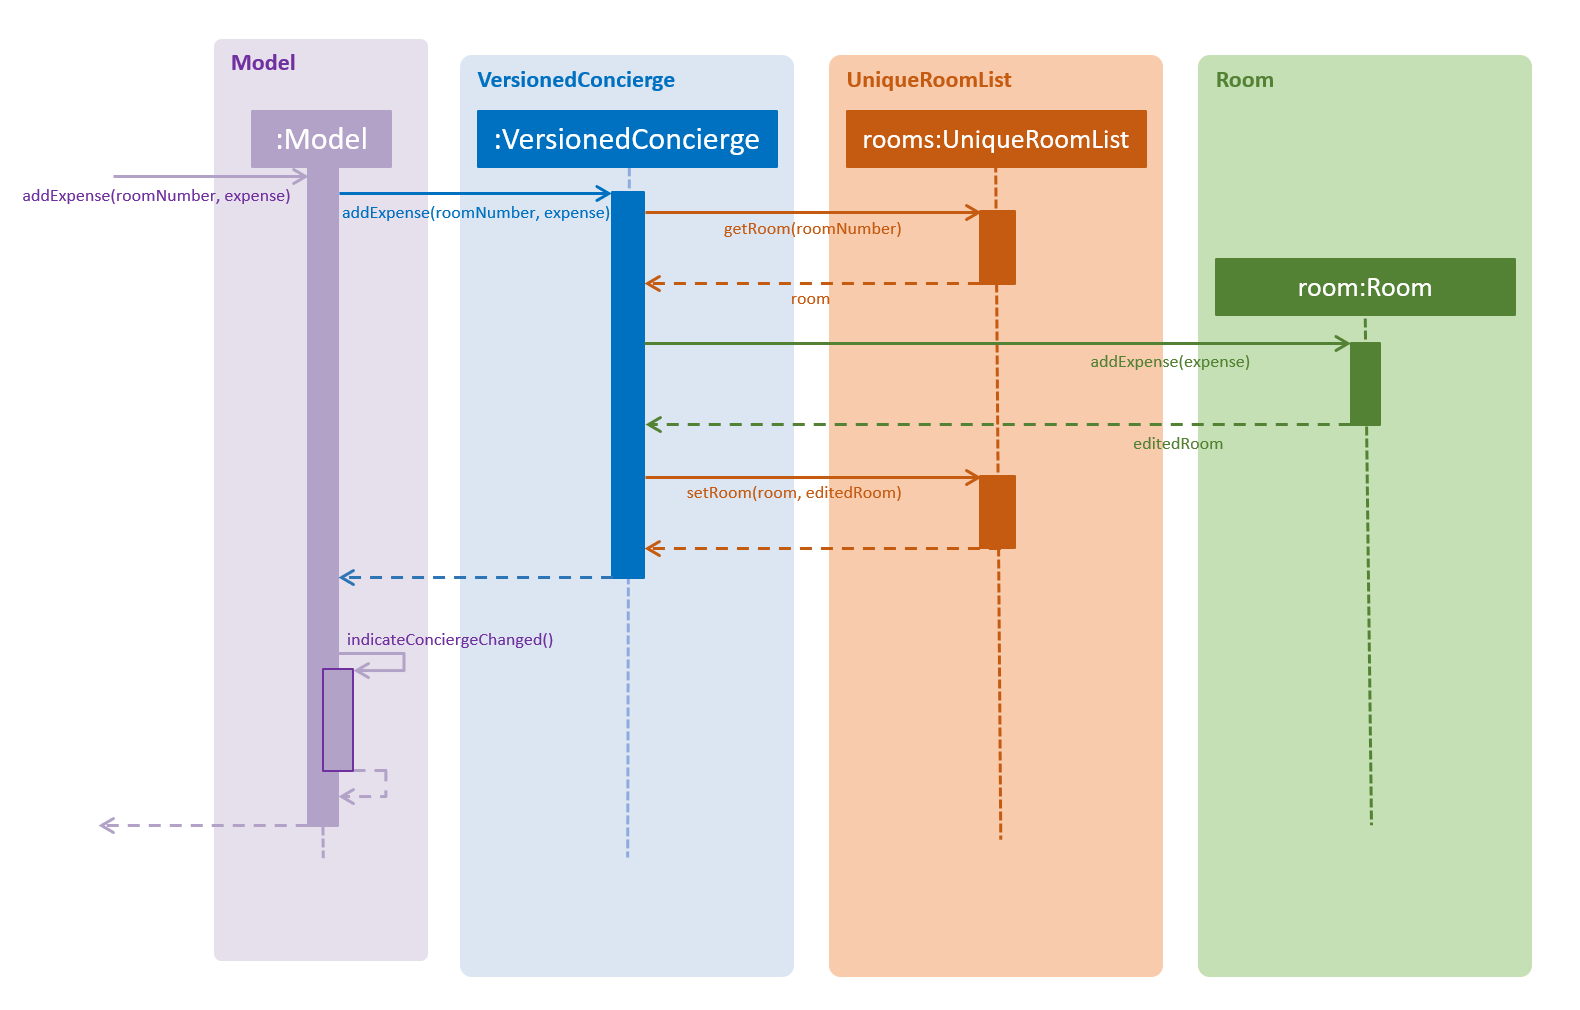 Model
VersionedConcierge
UniqueRoomList
Room
:Model
:VersionedConcierge
rooms:UniqueRoomList
addExpense(roomNumber, expense)
addExpense(roomNumber, expense)
getRoom(roomNumber)
room:Room
room
addExpense(expense)
editedRoom
setRoom(room, editedRoom)
indicateConciergeChanged()